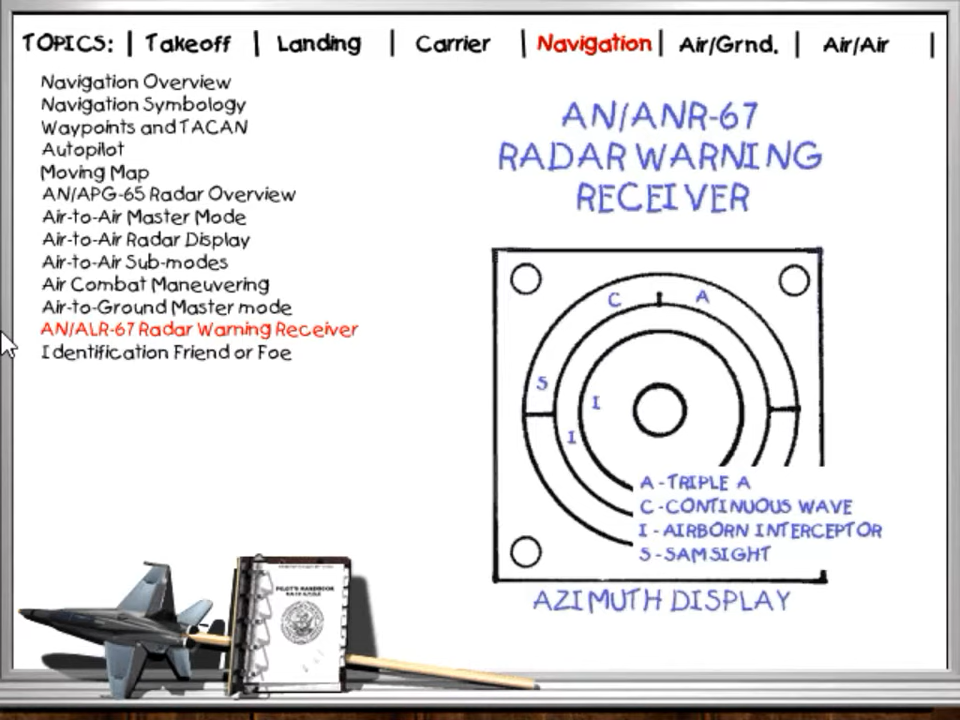 TOPICS: | Takeoff | Landing | Carrier | Navigation | Air/Grnd. | Air/Air |
Navigation Overview
Navigation Symbology
Waypoints and TACAN
Autopilot
Moving Map
AN/APG-65 Radar Overview
Air-to-Air Master Mode
Air-to-Air Radar Display
Air-to-Air Sub-modes
Air Combat Maneuvering
Air-to-Ground Master mode
AN/ALR-67 Radar Warning Receiver
Identification Friend or Foe
AN/ANR-67
RADAR WARNING
RECEIVER
C A
S
I
I
A - TRIPLE A
C - CONTINUOUS WAVE
I - AIRBORN INTERCEPTOR
S - SAM SIGHT
AZIMUTH DISPLAY
PILOT'S HANDBOOK